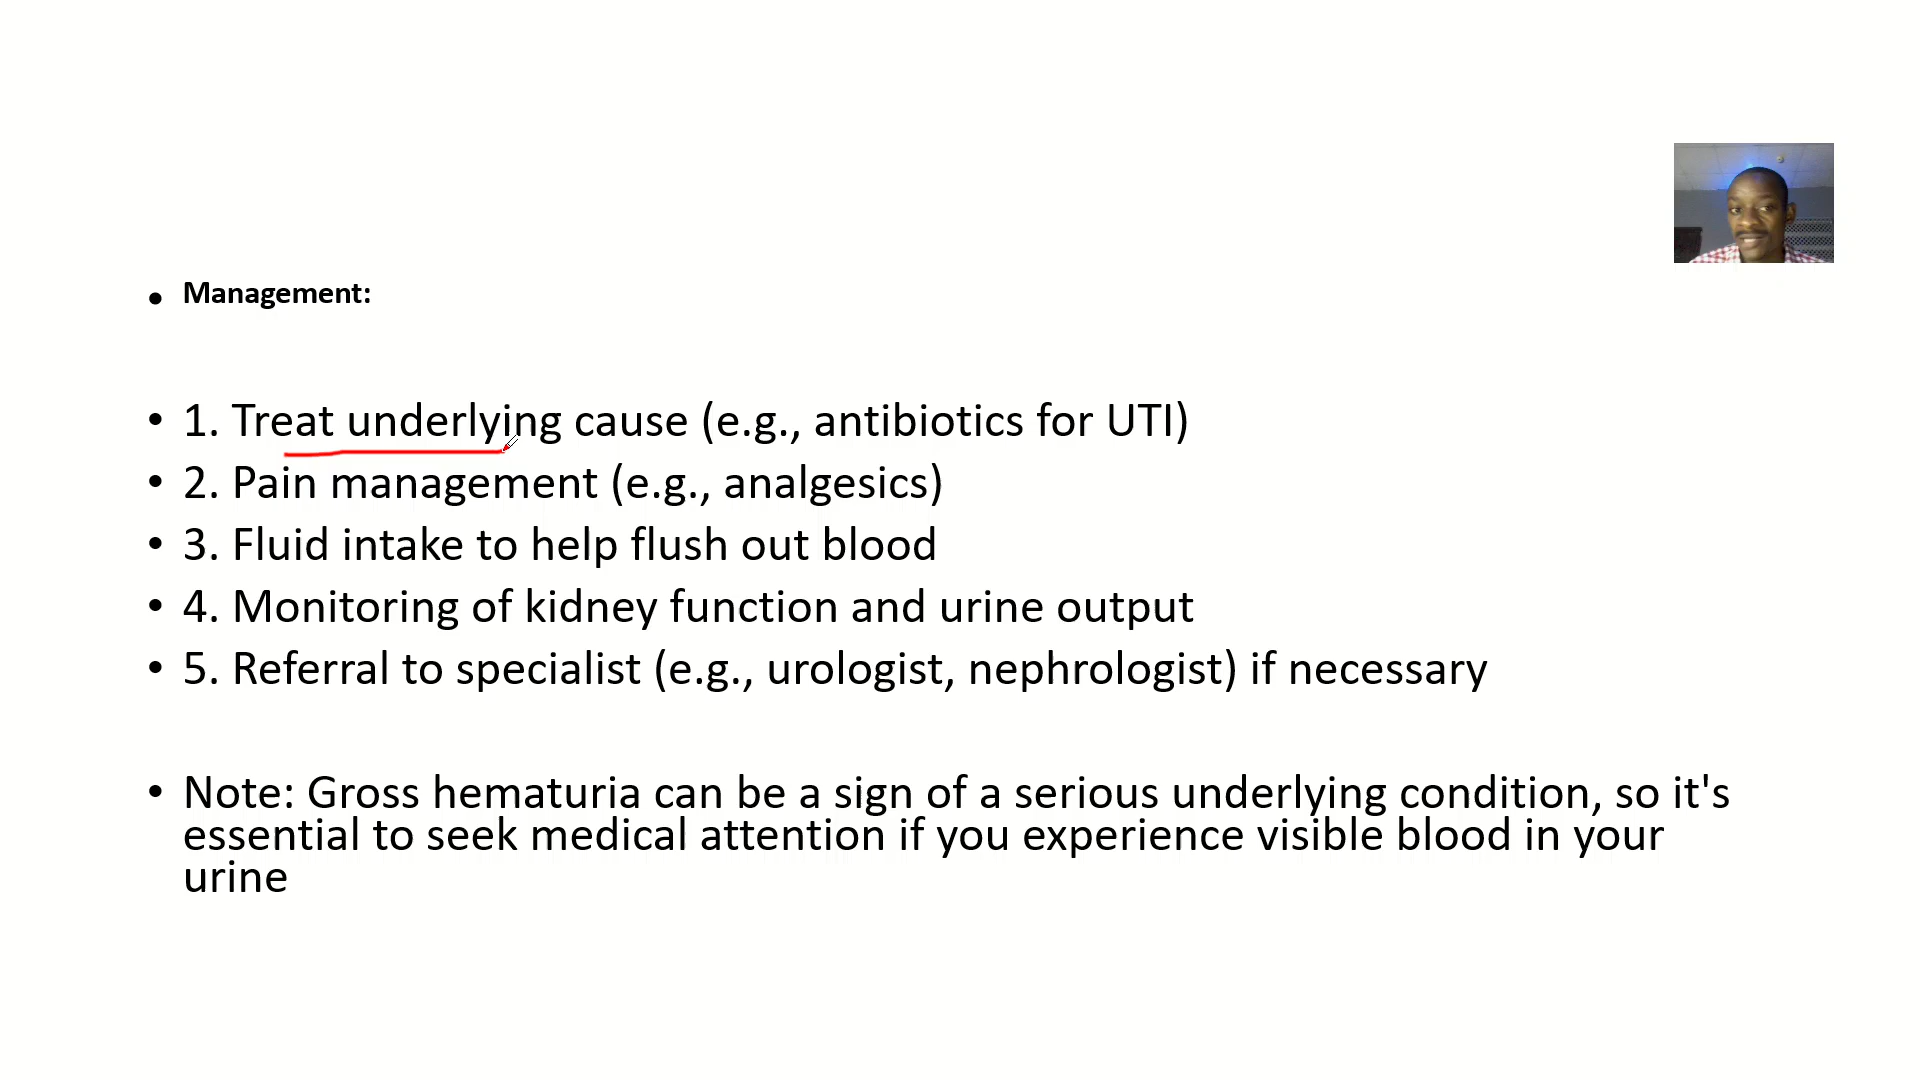 • Management:
• 1. Treat underlying cause (e.g., antibiotics for UTI)
• 2. Pain management (e.g., analgesics)
• 3. Fluid intake to help flush out blood
• 4. Monitoring of kidney function and urine output
• 5. Referral to specialist (e.g., urologist, nephrologist) if necessary
• Note: Gross hematuria can be a sign of a serious underlying condition, so it's
essential to seek medical attention if you experience visible blood in your
urine